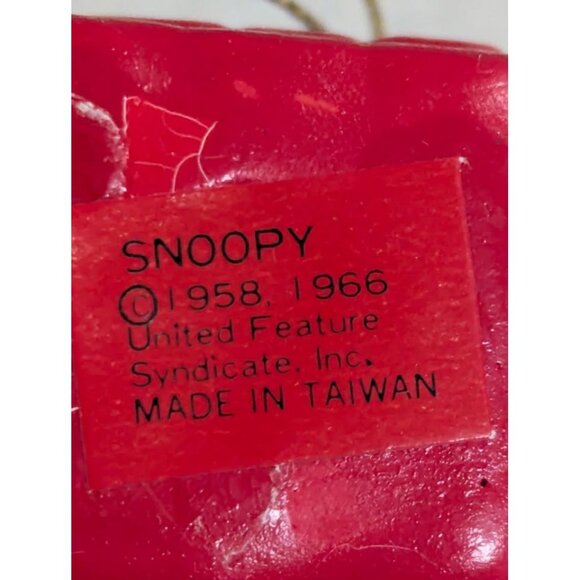 SNOOPY
©1958, 1966
United Feature
Syndicate, Inc.
MADE IN TAIWAN